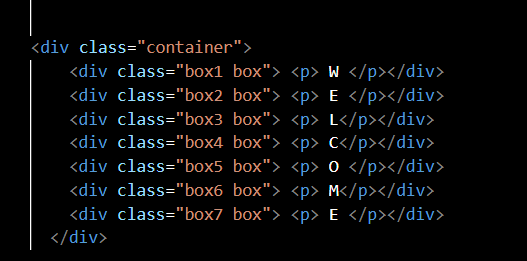 <div class="container">
<div class="box1 box"> <p> W </p></div>
<div class="box2 box"> <p> E </p></div>
<div class="box3 box"> <p> L</p></div>
<div class="box4 box"> <p> C</p></div>
<div class="box5 box"> <p> O </p></div>
<div class="box6 box"> <p> M</p></div>
<div class="box7 box"> <p> E </p></div>
</div>